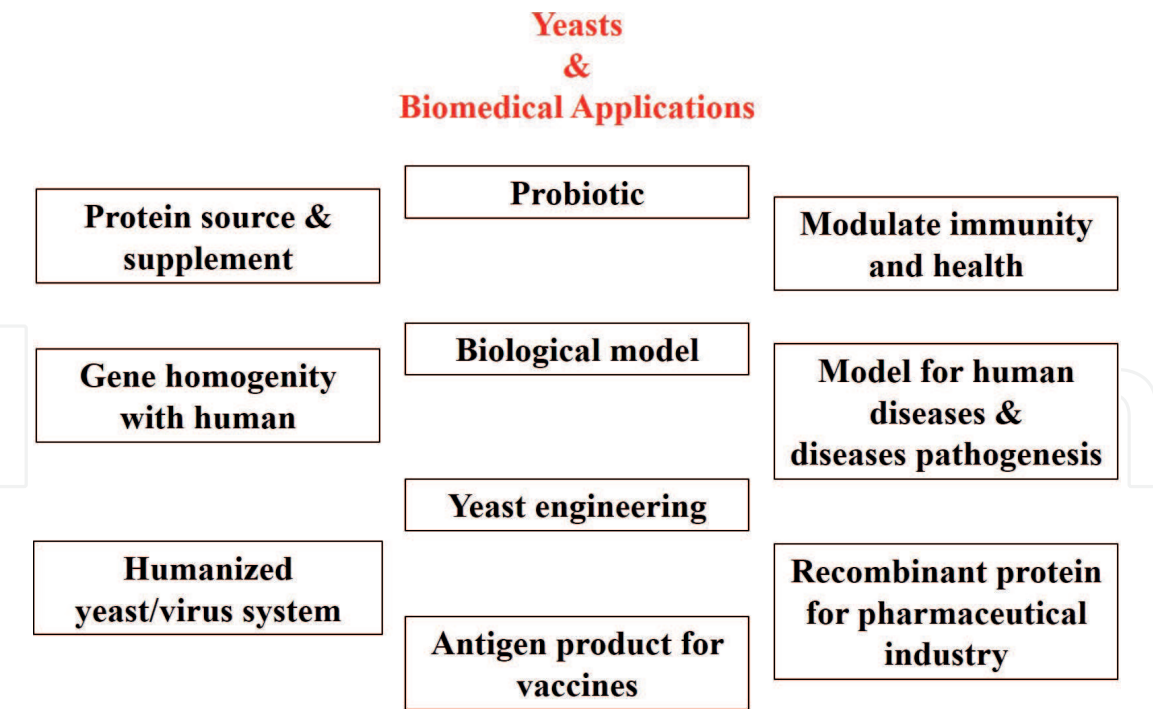 Yeasts
&
Biomedical Applications
Protein source &
supplement
Probiotic
Modulate immunity
and health
Gene homogenity
with human
Biological model
Model for human
diseases &
diseases pathogenesis
Yeast engineering
Humanized
yeast/virus system
Antigen product for
vaccines
Recombinant protein
for pharmaceutical
industry